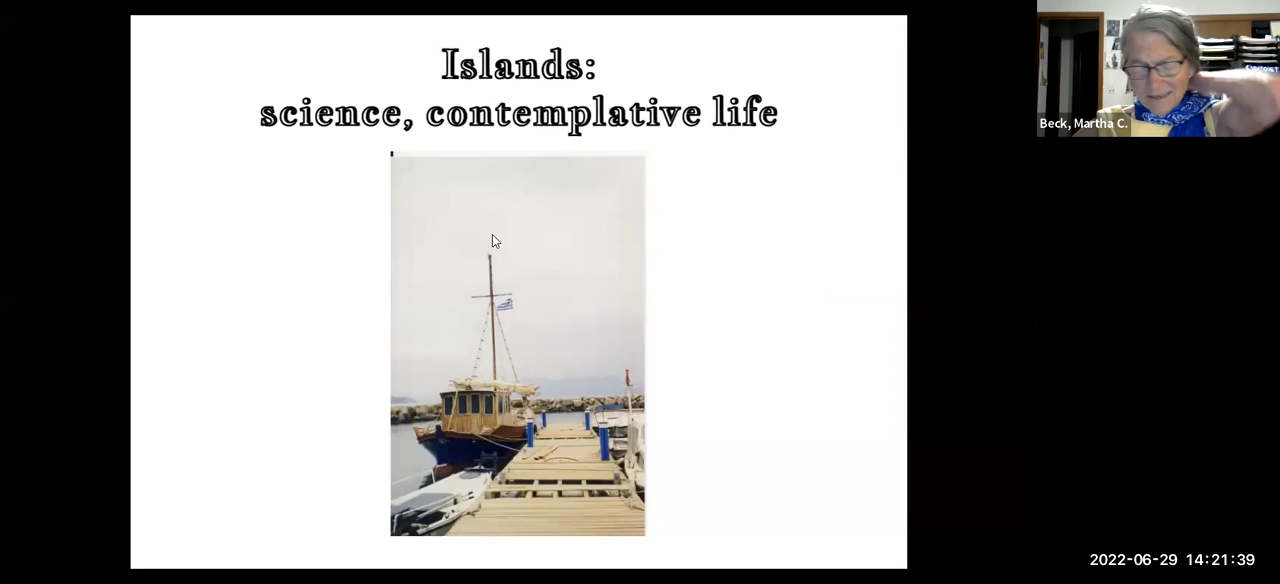 Islands:
science, contemplative life
Beck, Martha C.
2022-06-29 14:21:39